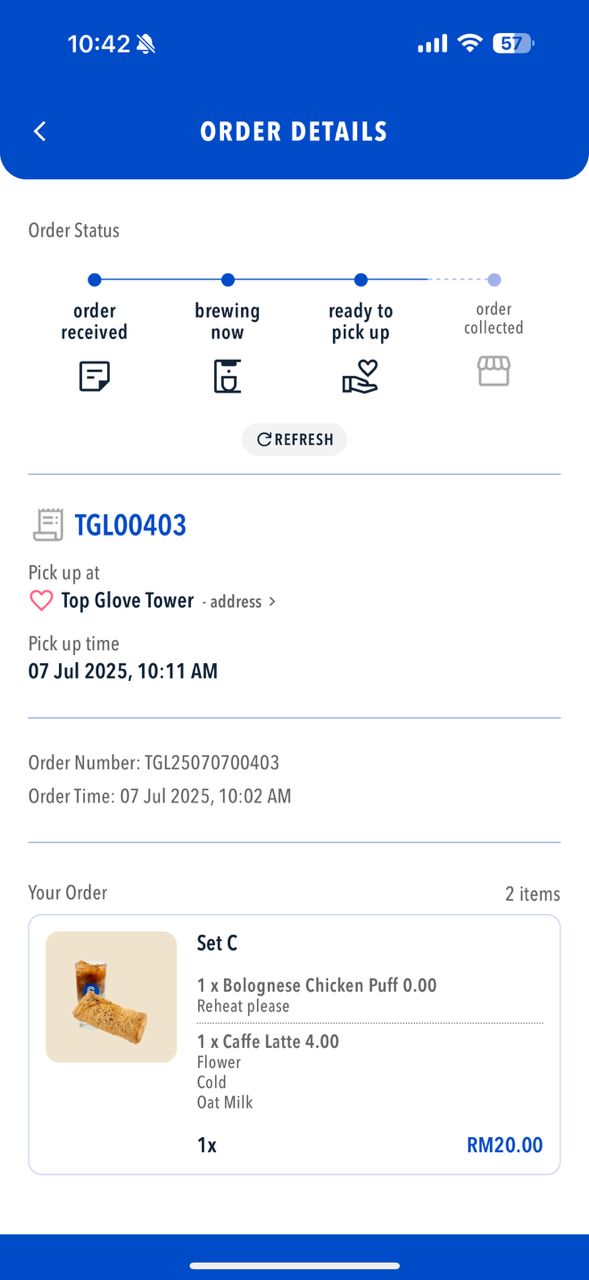 10:42
57
ORDER DETAILS
Order Status
order received
brewing now
ready to pick up
order collected
REFRESH
TGL00403
Pick up at
Top Glove Tower - address >
Pick up time
07 Jul 2025, 10:11 AM
Order Number: TGL25070700403
Order Time: 07 Jul 2025, 10:02 AM
Your Order
2 items
Set C
1 x Bolognese Chicken Puff 0.00
Reheat please
1 x Caffe Latte 4.00
Flower
Cold
Oat Milk
1x
RM20.00